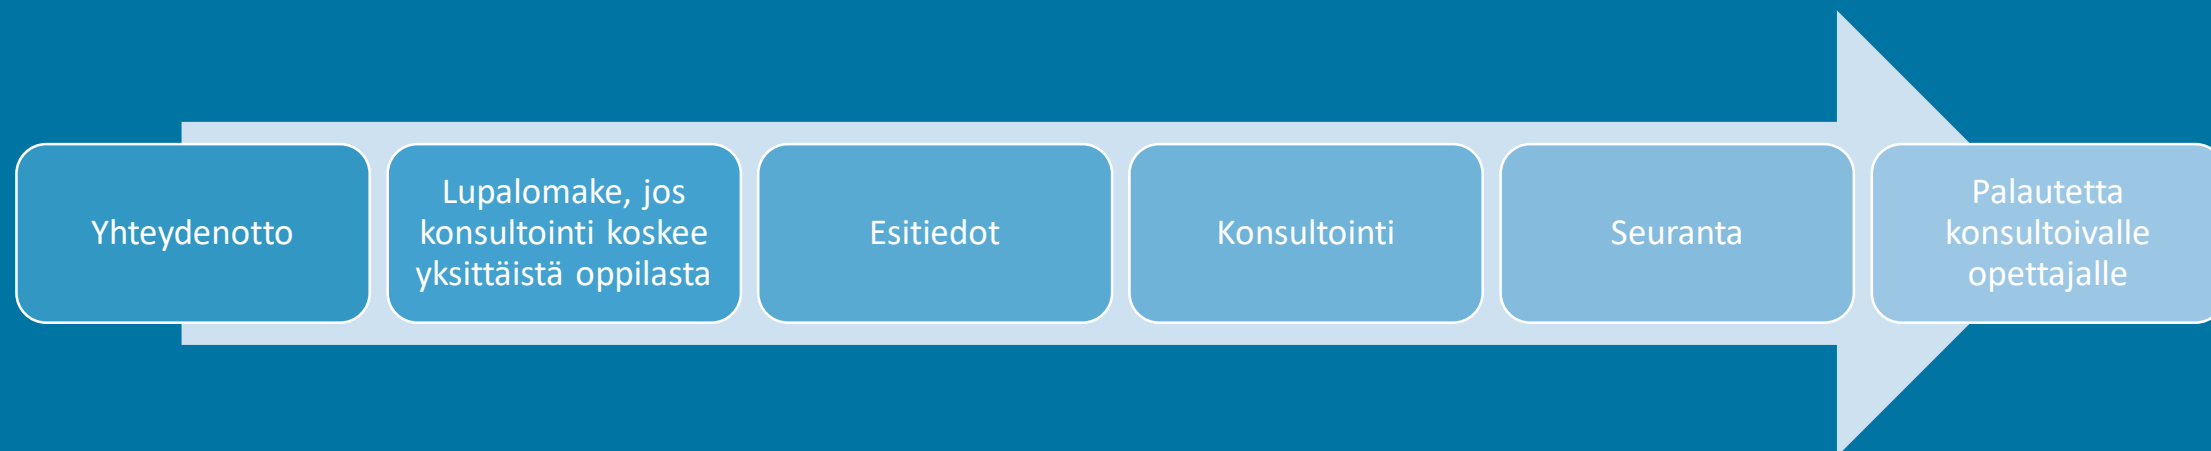 Yhteydenotto
Lupalomake, jos
konsultointi koskee
yksittäistä oppilasta
Esitiedot
Konsultointi
Seuranta
Palautetta
konsultoivalle
opettajalle